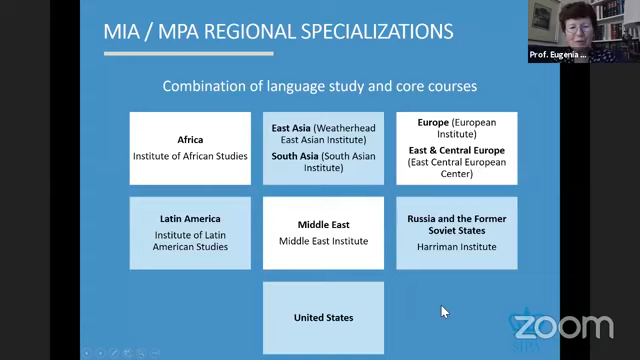 MIA / MPA REGIONAL SPECIALIZATIONS
Prof. Eugenia ...
Combination of language study and core courses
Africa
Institute of African Studies
East Asia (Weatherhead
East Asian Institute)
South Asia (South Asian
Institute)
Europe (European
Institute)
East & Central Europe
(East Central European
Center)
Latin America
Institute of Latin
American Studies
Middle East
Middle East Institute
Russia and the Former
Soviet States
Harriman Institute
United States
zoom